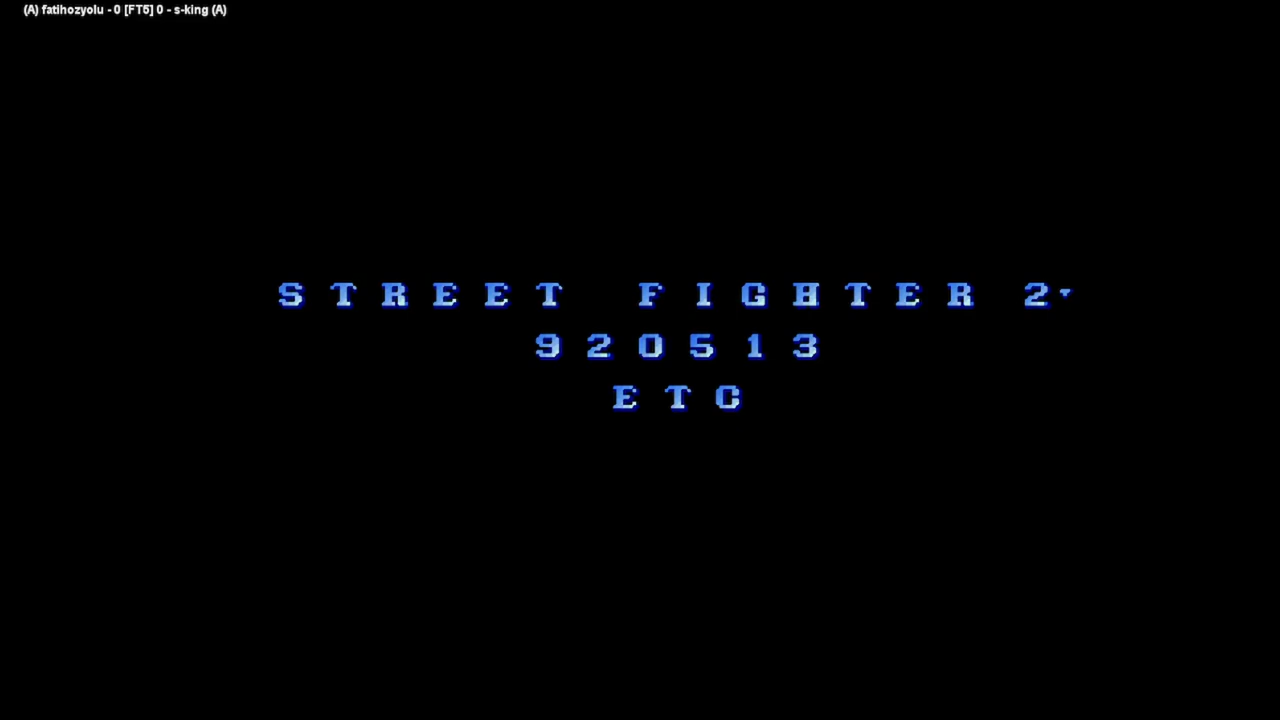 (A) fatihozyolu - 0 [FT5] 0 - s-king (A)
STREET FIGHTER 2'
920513
ETC